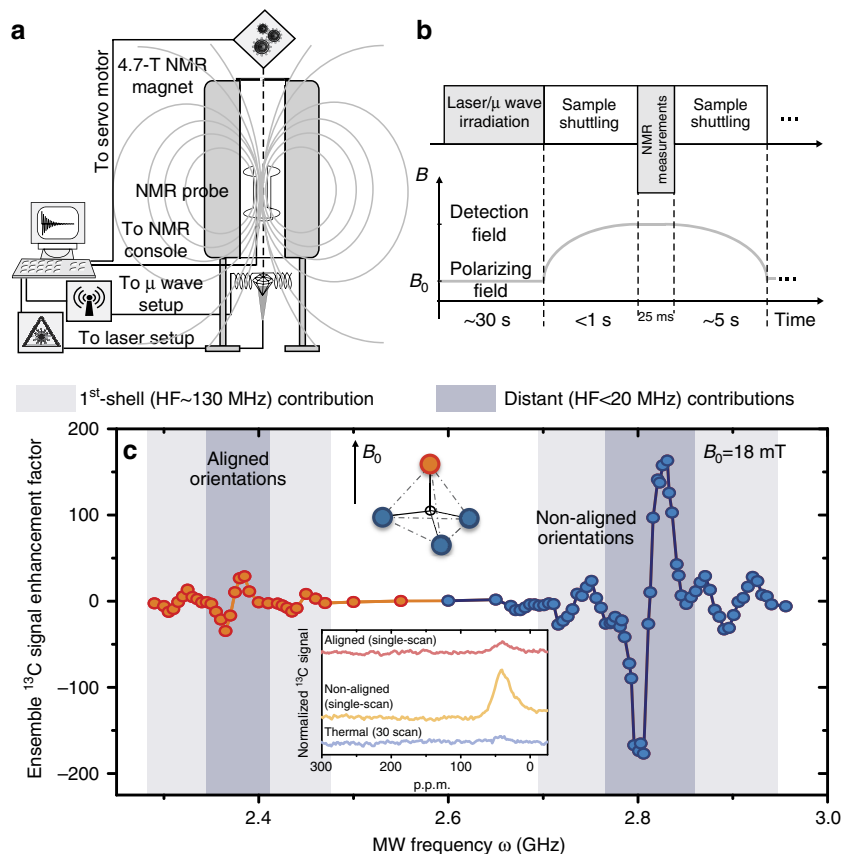 a
4.7-T NMR
magnet
To servo motor
NMR probe
To NMR
console
To μ wave
setup
To laser setup
b
Laser/μ wave
irradiation
Sample
shuttling
NMR
measurements
Sample
shuttling
...
B
Detection
field
B0
Polarizing
field
...
~30 s
<1 s
25 ms
~5 s
Time
1st-shell (HF~130 MHz) contribution
Distant (HF<20 MHz) contributions
c
Aligned
orientations
B0
B0=18 mT
Non-aligned
orientations
Ensemble 13C signal enhancement factor
200
100
0
−100
−200
Normalized 13C signal
Aligned (single-scan)
Non-aligned
(single-scan)
Thermal (30 scan)
300
200
100
0
p.p.m.
2.4
2.6
2.8
3.0
MW frequency ω (GHz)